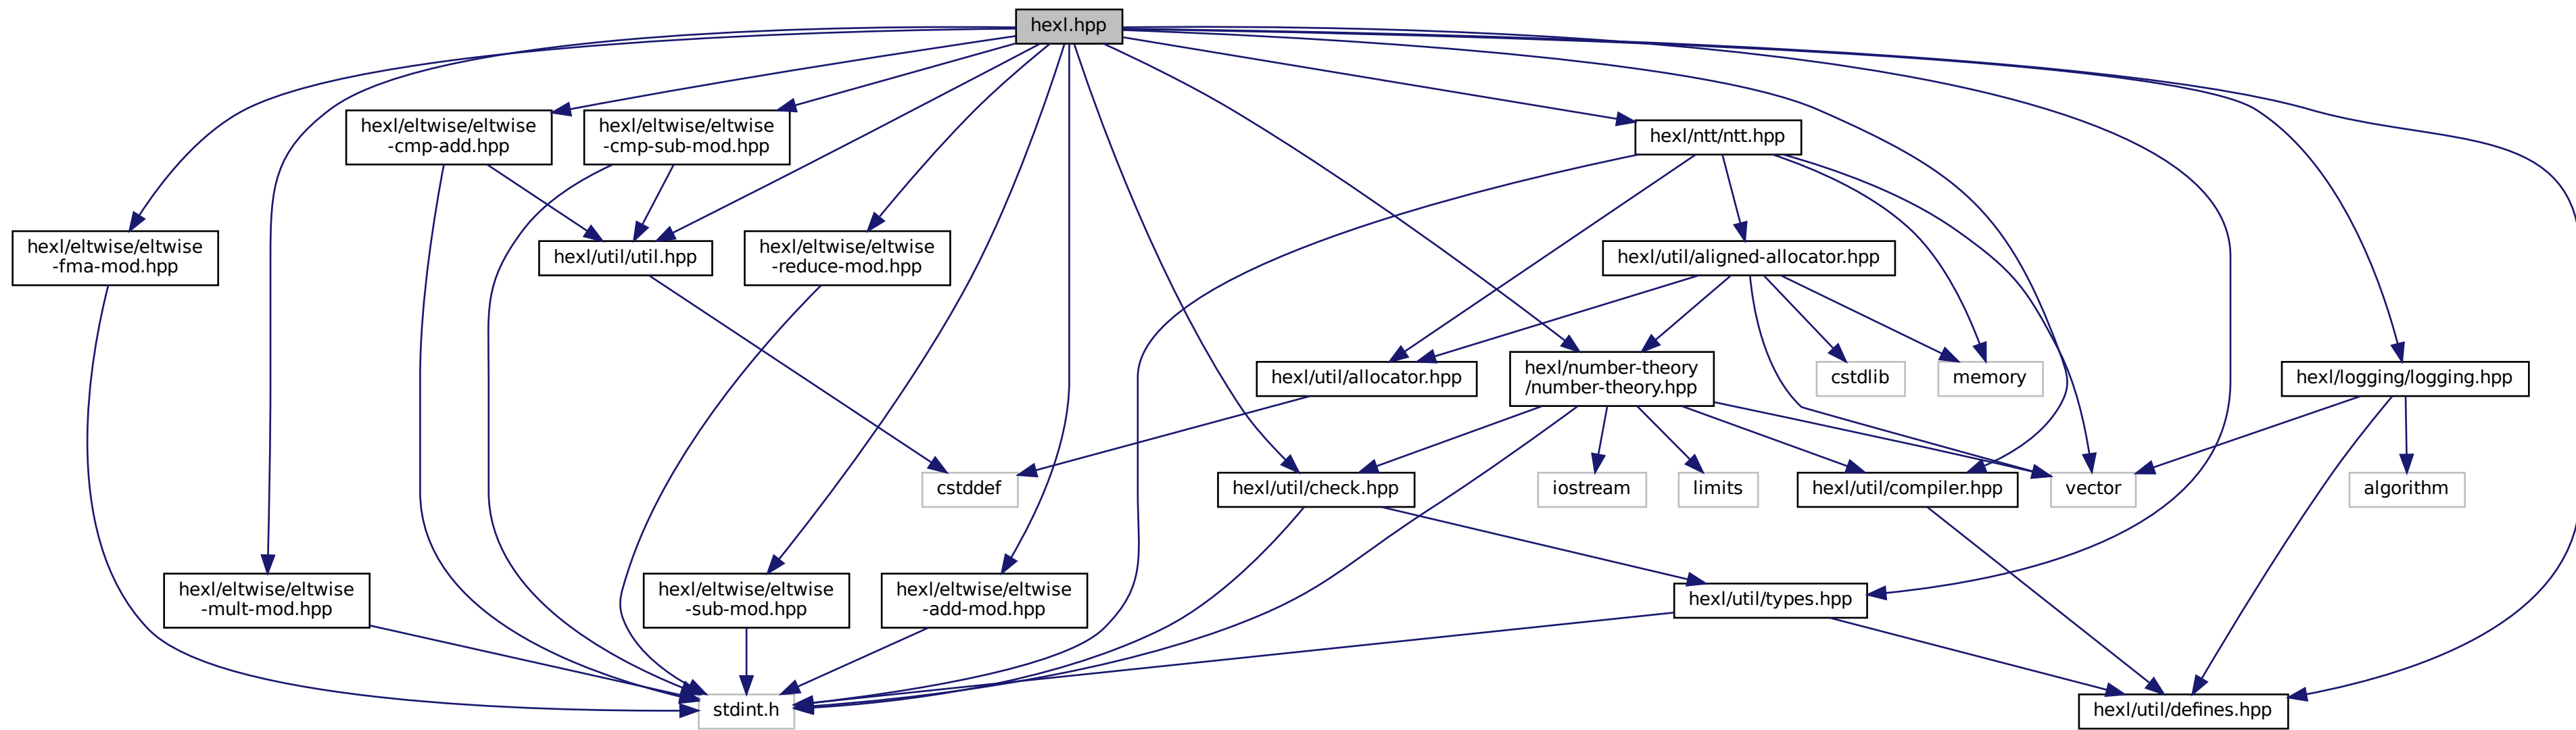 hexl.hpp
hexl/eltwise/eltwise
-cmp-add.hpp
hexl/eltwise/eltwise
-cmp-sub-mod.hpp
hexl/ntt/ntt.hpp
hexl/eltwise/eltwise
-fma-mod.hpp
hexl/util/util.hpp
hexl/eltwise/eltwise
-reduce-mod.hpp
hexl/util/aligned-allocator.hpp
hexl/util/allocator.hpp
hexl/number-theory
/number-theory.hpp
cstdlib
memory
hexl/logging/logging.hpp
cstddef
hexl/util/check.hpp
iostream
limits
hexl/util/compiler.hpp
vector
algorithm
hexl/eltwise/eltwise
-mult-mod.hpp
hexl/eltwise/eltwise
-sub-mod.hpp
hexl/eltwise/eltwise
-add-mod.hpp
hexl/util/types.hpp
stdint.h
hexl/util/defines.hpp